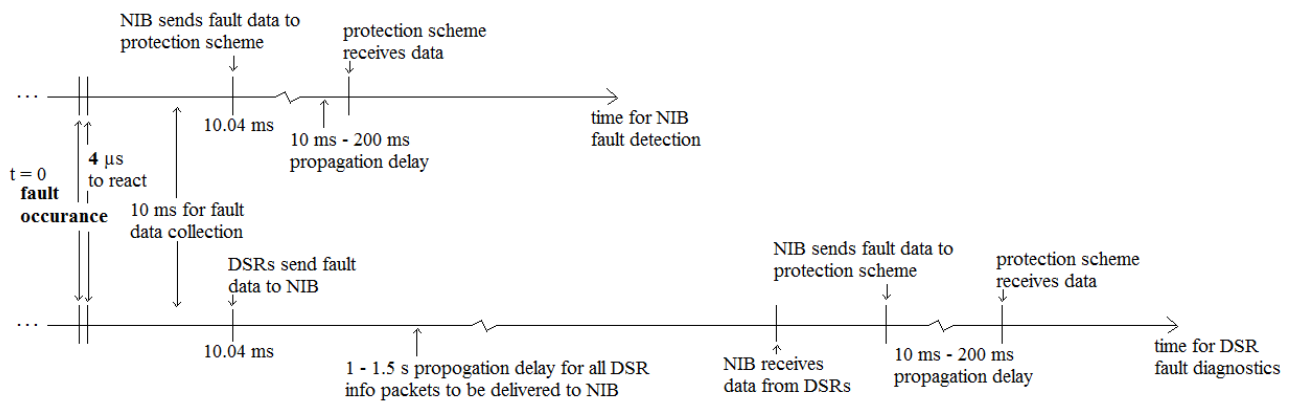 NIB sends fault data to
protection scheme
protection scheme
receives data
...
10.04 ms
10 ms - 200 ms
propagation delay
time for NIB
fault detection
t = 0
fault
occurance
4 µs
to react
10 ms for fault
data collection
DSRs send fault
data to NIB
NIB sends fault data to
protection scheme
protection scheme
receives data
...
10.04 ms
1 - 1.5 s propogation delay for all DSR
info packets to be delivered to NIB
NIB receives
data from DSRs
10 ms - 200 ms
propagation delay
time for DSR
fault diagnostics